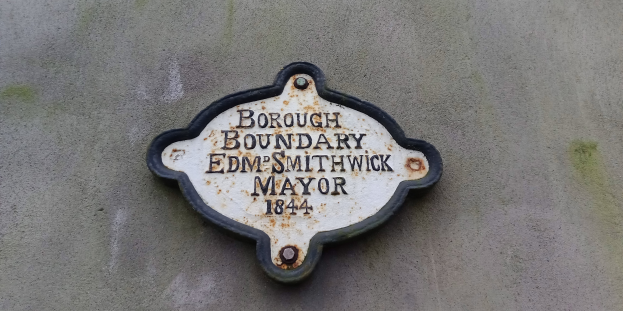 BOROUGH
BOUNDARY
EDMD SMITHWICK
MAYOR
1844